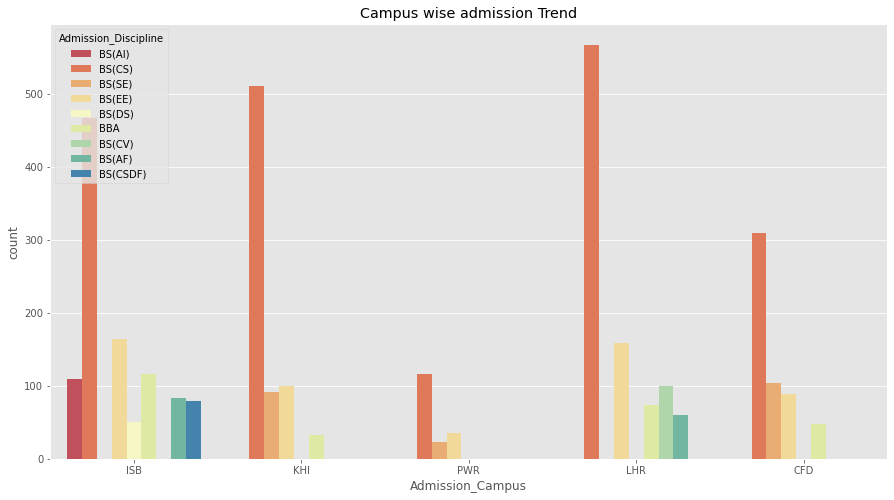 Campus wise admission Trend
Admission_Discipline
BS(AI)
BS(CS)
BS(SE)
BS(EE)
BS(DS)
BBA
BS(CV)
BS(AF)
BS(CSDF)
500
400
300
200
100
0
count
ISB KHI PWR LHR CFD
Admission_Campus